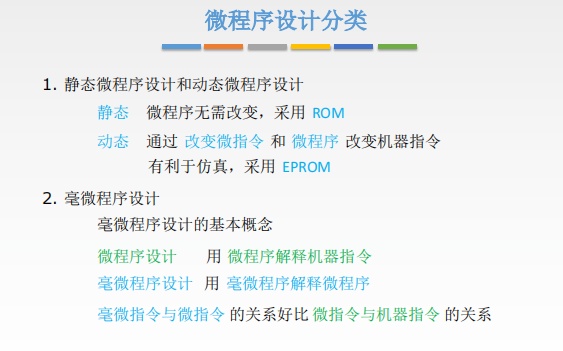 微程序设计分类
1. 静态微程序设计和动态微程序设计
静态 微程序无需改变，采用 ROM
动态 通过 改变微指令 和 微程序 改变机器指令
有利于仿真，采用 EPROM
2. 毫微程序设计
毫微程序设计的基本概念
微程序设计 用 微程序解释机器指令
毫微程序设计 用 毫微程序解释微程序
毫微指令与微指令 的关系好比 微指令与机器指令 的关系